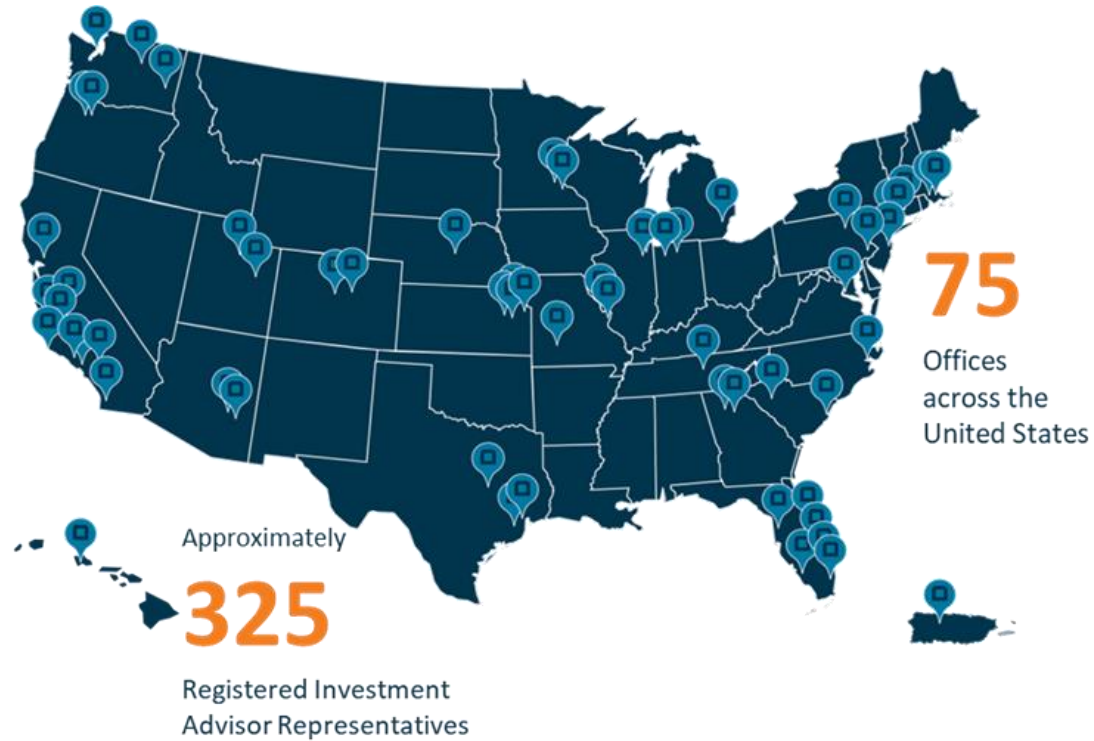 75
Offices
across the
United States
Approximately
325
Registered Investment
Advisor Representatives